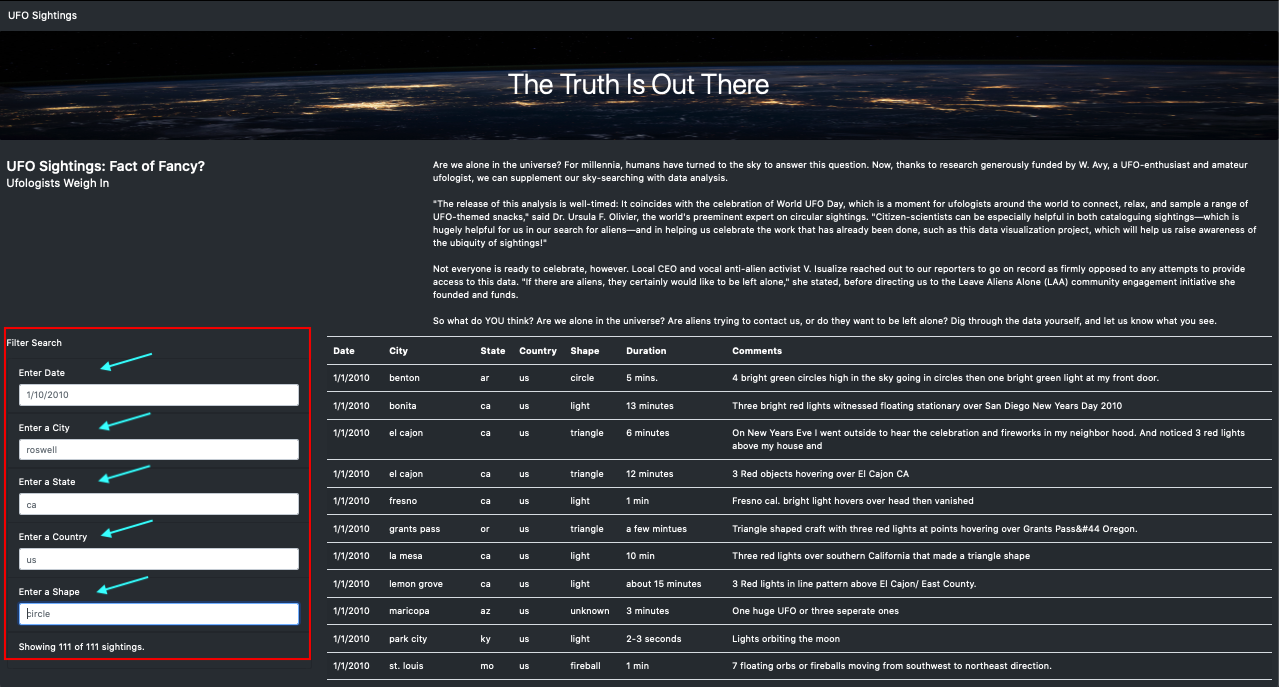 UFO Sightings
The Truth Is Out There
UFO Sightings: Fact of Fancy?
Ufologists Weigh In
Are we alone in the universe? For millennia, humans have turned to the sky to answer this question. Now, thanks to research generously funded by W. Avy, a UFO-enthusiast and amateur
ufologist, we can supplement our sky-searching with data analysis.
"The release of this analysis is well-timed: It coincides with the celebration of World UFO Day, which is a moment for ufologists around the world to connect, relax, and sample a range of
UFO-themed snacks," said Dr. Ursula F. Olivier, the world's preeminent expert on circular sightings. "Citizen-scientists can be especially helpful in both cataloguing sightings—which is
hugely helpful for us in our search for aliens—and in helping us celebrate the work that has already been done, such as this data visualization project, which will help us raise awareness of
the ubiquity of sightings!"
Not everyone is ready to celebrate, however. Local CEO and vocal anti-alien activist V. Isualize reached out to our reporters to go on record as firmly opposed to any attempts to provide
access to this data. "If there are aliens, they certainly would like to be left alone," she stated, before directing us to the Leave Aliens Alone (LAA) community engagement initiative she
founded and funds.
So what do YOU think? Are we alone in the universe? Are aliens trying to contact us, or do they want to be left alone? Dig through the data yourself, and let us know what you see.
Filter Search
Enter Date
1/10/2010
Enter a City
roswell
Enter a State
ca
Enter a Country
us
Enter a Shape
circle
Showing 111 of 111 sightings.
Date City State Country Shape Duration Comments
1/1/2010 benton ar us circle 5 mins. 4 bright green circles high in the sky going in circles then one bright green light at my front door.
1/1/2010 bonita ca us light 13 minutes Three bright red lights witnessed floating stationary over San Diego New Years Day 2010
1/1/2010 el cajon ca us triangle 6 minutes On New Years Eve I went outside to hear the celebration and fireworks in my neighbor hood. And noticed 3 red lights
above my house and
1/1/2010 el cajon ca us triangle 12 minutes 3 Red objects hovering over El Cajon CA
1/1/2010 fresno ca us light 1 min Fresno cal. bright light hovers over head then vanished
1/1/2010 grants pass or us triangle a few mintues Triangle shaped craft with three red lights at points hovering over Grants Pass&#44 Oregon.
1/1/2010 la mesa ca us light 10 min Three red lights over southern California that made a triangle shape
1/1/2010 lemon grove ca us light about 15 minutes 3 Red lights in line pattern above El Cajon/ East County.
1/1/2010 maricopa az us unknown 3 minutes One huge UFO or three seperate ones
1/1/2010 park city ky us light 2-3 seconds Lights orbiting the moon
1/1/2010 st. louis mo us fireball 1 min 7 floating orbs or fireballs moving from southwest to northeast direction.